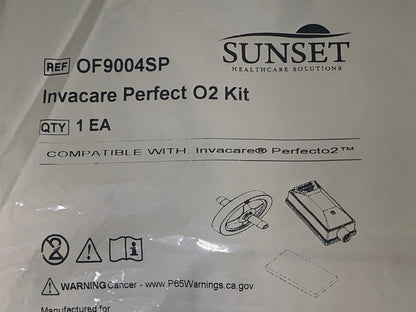 SUNSET
HEALTHCARE SOLUTIONS
REF OF9004SP
Invacare Perfect O2 Kit
QTY 1 EA
COMPATIBLE WITH: Invacare® Perfecto2™
WARNING Cancer - www.P65Warnings.ca.gov
Manufactured for